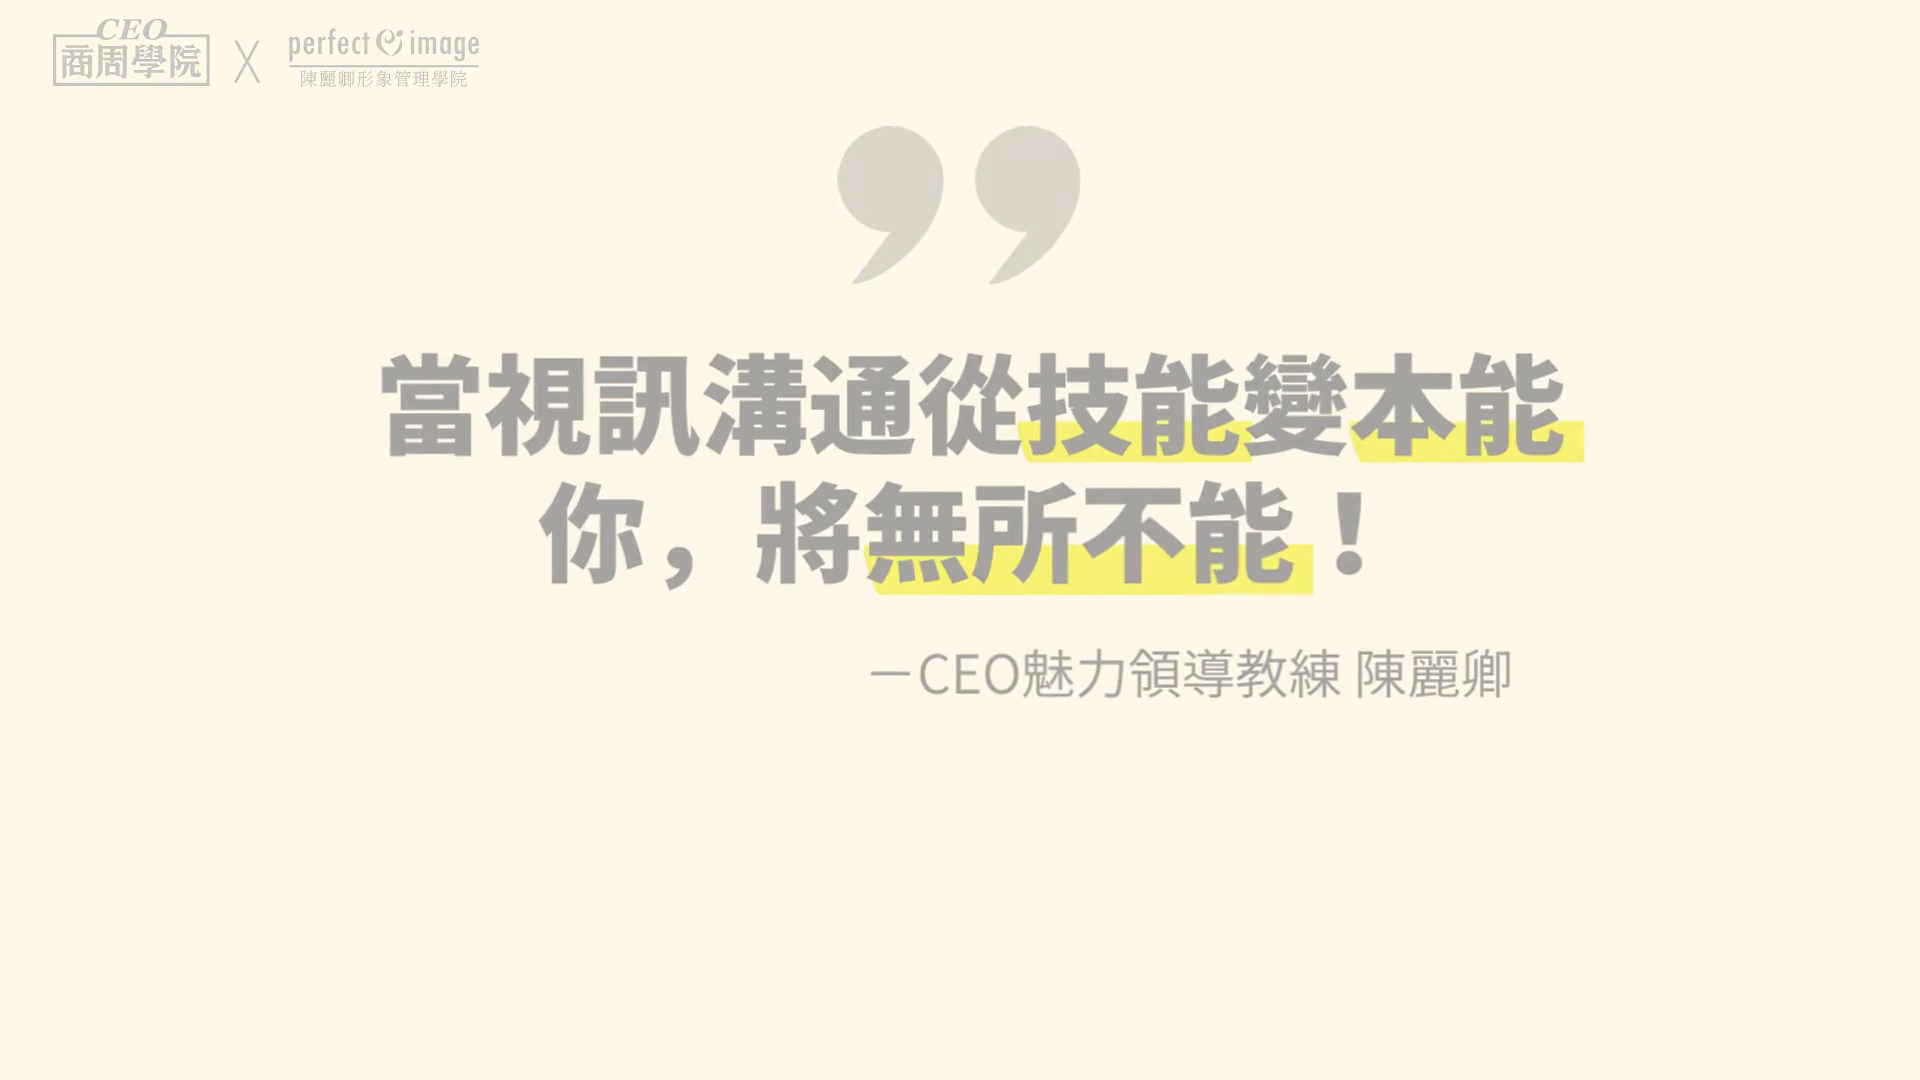 CEO
商周學院
X
perfect image
陳麗卿形象管理學院
當視訊溝通從技能變本能
你，將無所不能！
－CEO魅力領導教練 陳麗卿